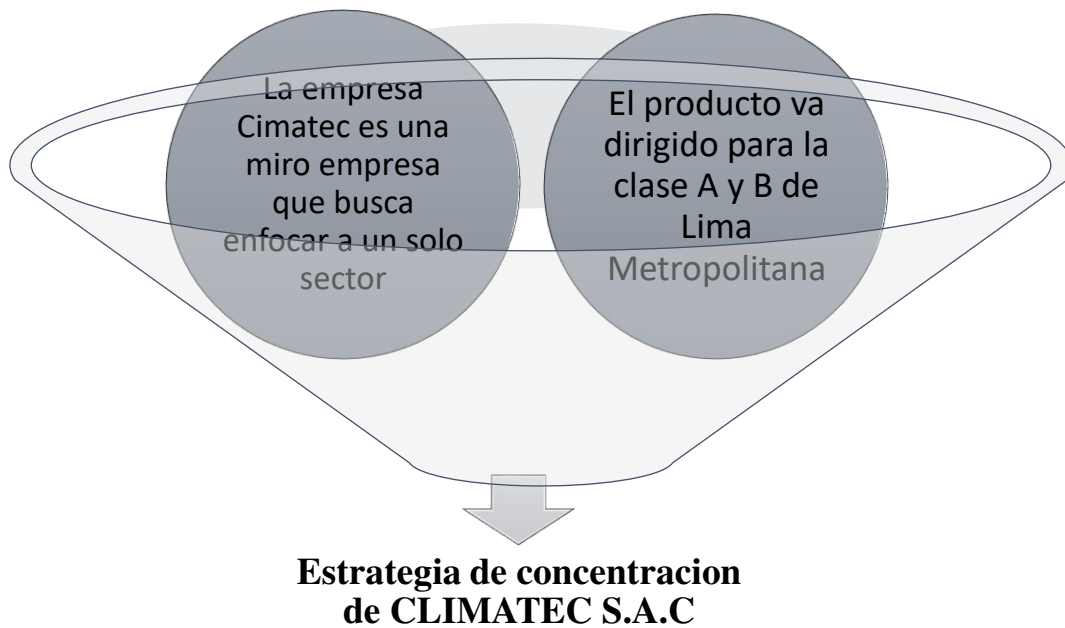 La empresa
Cimatec es una
miro empresa
que busca
enfocar a un solo
sector
El producto va
dirigido para la
clase A y B de
Lima
Metropolitana
Estrategia de concentracion
de CLIMATEC S.A.C